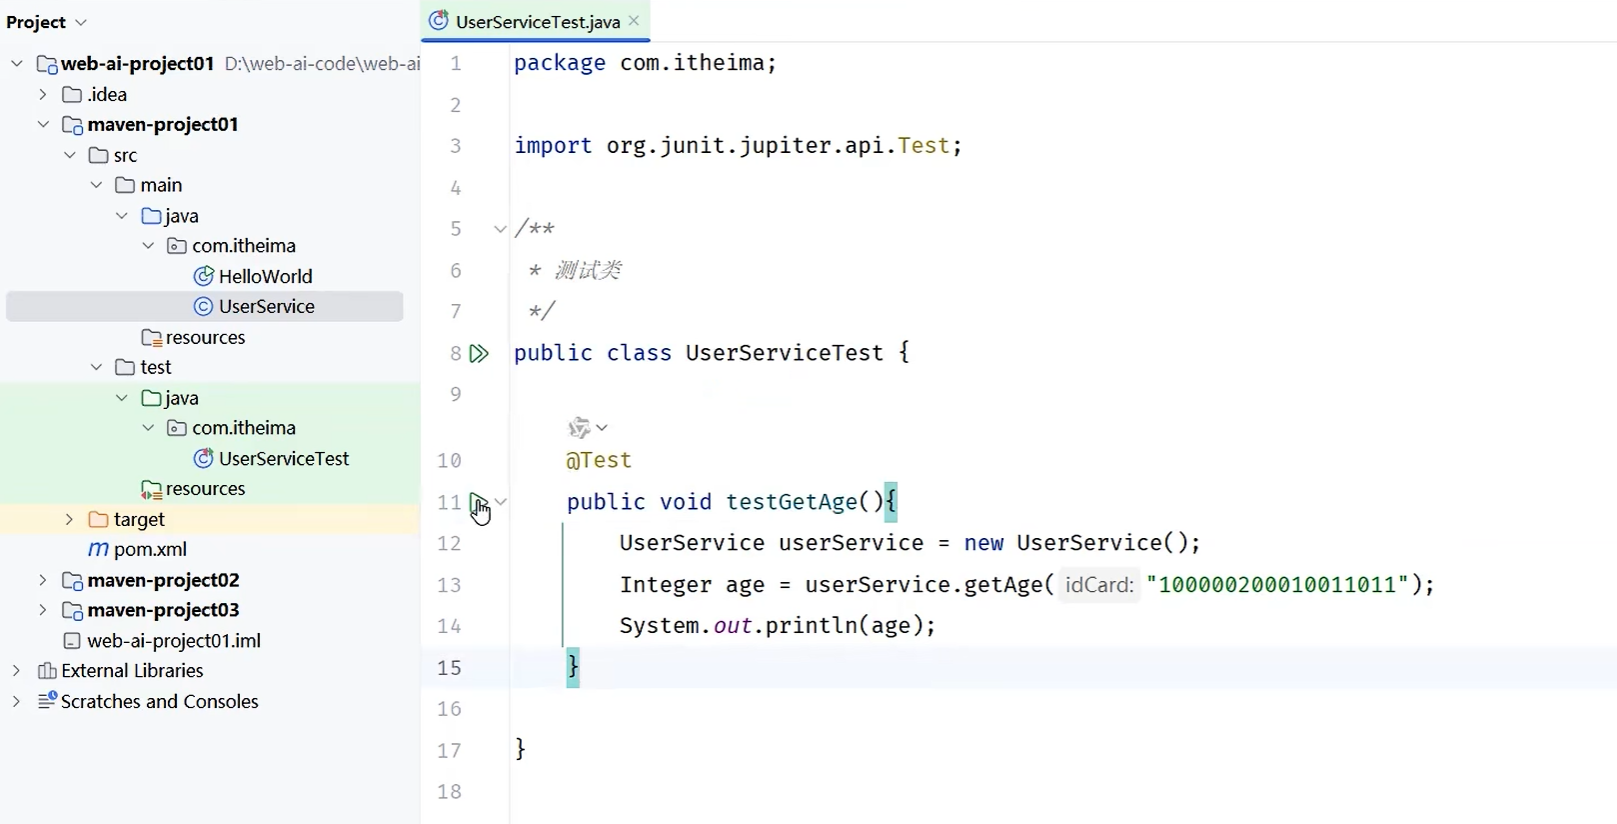 Project
web-ai-project01 D:\web-ai-code\web-ai
.idea
maven-project01
src
main
java
com.itheima
HelloWorld
UserService
resources
test
java
com.itheima
UserServiceTest
resources
target
pom.xml
maven-project02
maven-project03
web-ai-project01.iml
External Libraries
Scratches and Consoles
UserServiceTest.java
1 package com.itheima;
2
3 import org.junit.jupiter.api.Test;
4
5 /**
6 * 测试类
7 */
8 public class UserServiceTest {
9
10 @Test
11 public void testGetAge(){
12 UserService userService = new UserService();
13 Integer age = userService.getAge( idCard: "100000200010011011");
14 System.out.println(age);
15 }
16
17 }
18